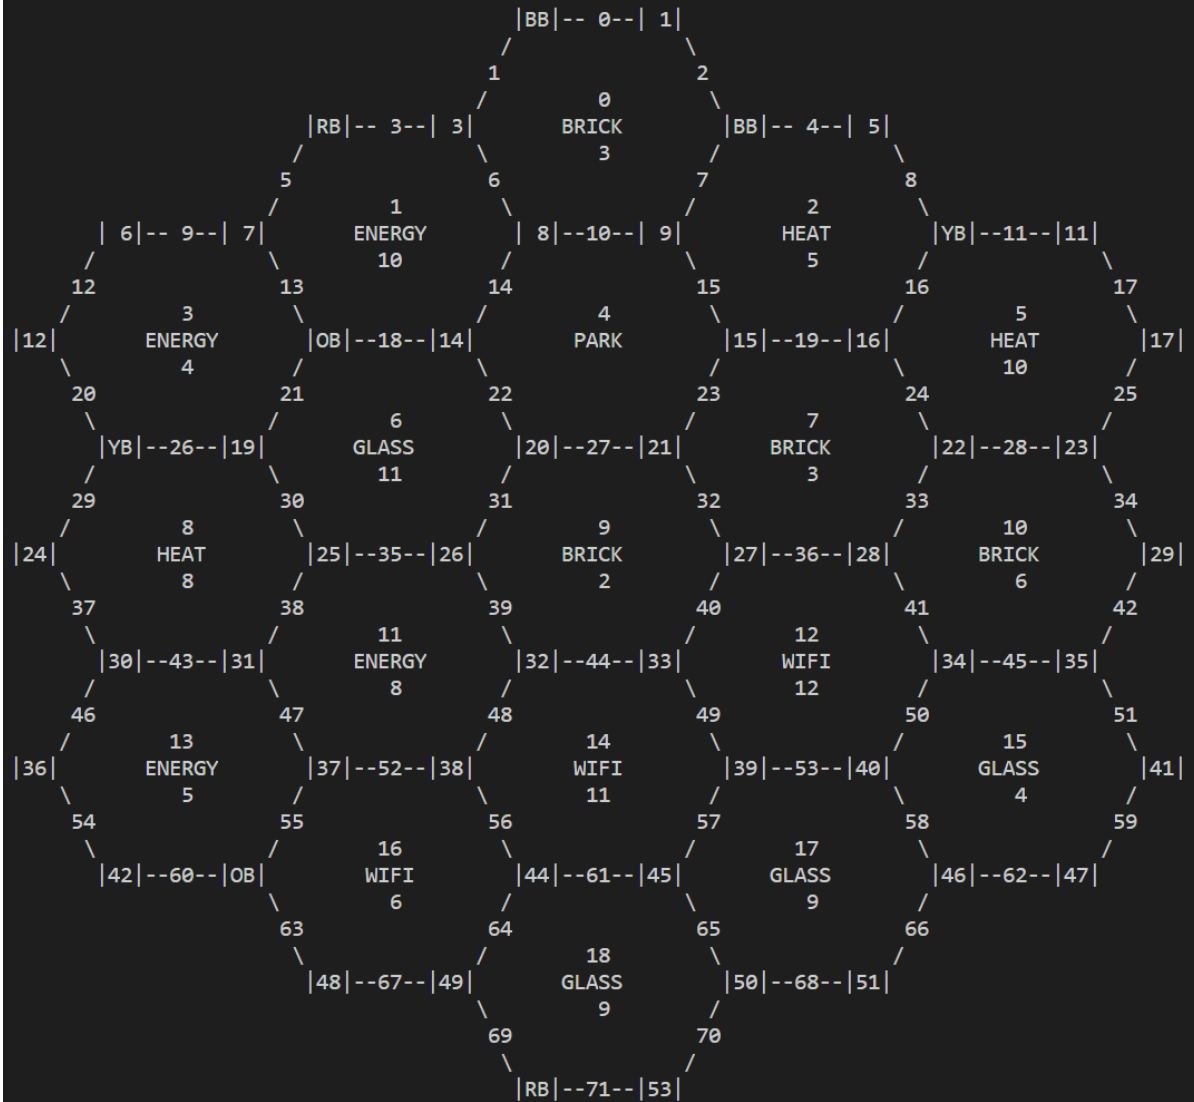 |BB|-- 0--| 1|
                                        /              \
                                       1                2
                                      /         0        \
                        |RB|-- 3--| 3|       BRICK       |BB|-- 4--| 5|
                       /              \         3        /              \
                      5                6                7                8
                     /        1         \              /        2         \
        | 6|-- 9--| 7|      ENERGY      | 8|--10--| 9|        HEAT       |YB|--11--|11|
       /              \       10        /              \        5        /              \
     12               13              14               15              16               17
     /        3         \             /         4        \             /        5         \
|12|       ENERGY       |OB|--18--|14|        PARK       |15|--19--|16|        HEAT       |17|
    \         4        /              \                  /              \       10        /
     20               21               22              23               24              25
      \              /        6         \              /        7         \              /
       |YB|--26--|19|       GLASS       |20|--27--|21|       BRICK       |22|--28--|23|
      /              \       11         /              \        3        /              \
     29               30              31               32              33               34
    /         8         \             /         9        \             /       10         \
|24|        HEAT        |25|--35--|26|       BRICK       |27|--36--|28|       BRICK       |29|
    \         8        /              \         2        /              \       6         /
     37               38               39              40               41              42
      \              /       11         \              /       12         \              /
       |30|--43--|31|      ENERGY       |32|--44--|33|        WIFI       |34|--45--|35|
      /              \        8         /              \       12        /              \
     46               47              48               49              50               51
    /        13         \             /        14        \             /       15         \
|36|       ENERGY       |37|--52--|38|        WIFI       |39|--53--|40|       GLASS       |41|
    \         5        /              \        11        /              \       4         /
     54               55               56              57               58              59
      \              /       16         \              /       17         \              /
       |42|--60--|OB|       WIFI        |44|--61--|45|       GLASS       |46|--62--|47|
                     \        6         /              \        9        /
                      63              64               65              66
                       \              /        18        \             /
                        |48|--67--|49|       GLASS       |50|--68--|51|
                                      \         9        /
                                       69              70
                                        \              /
                                         |RB|--71--|53|